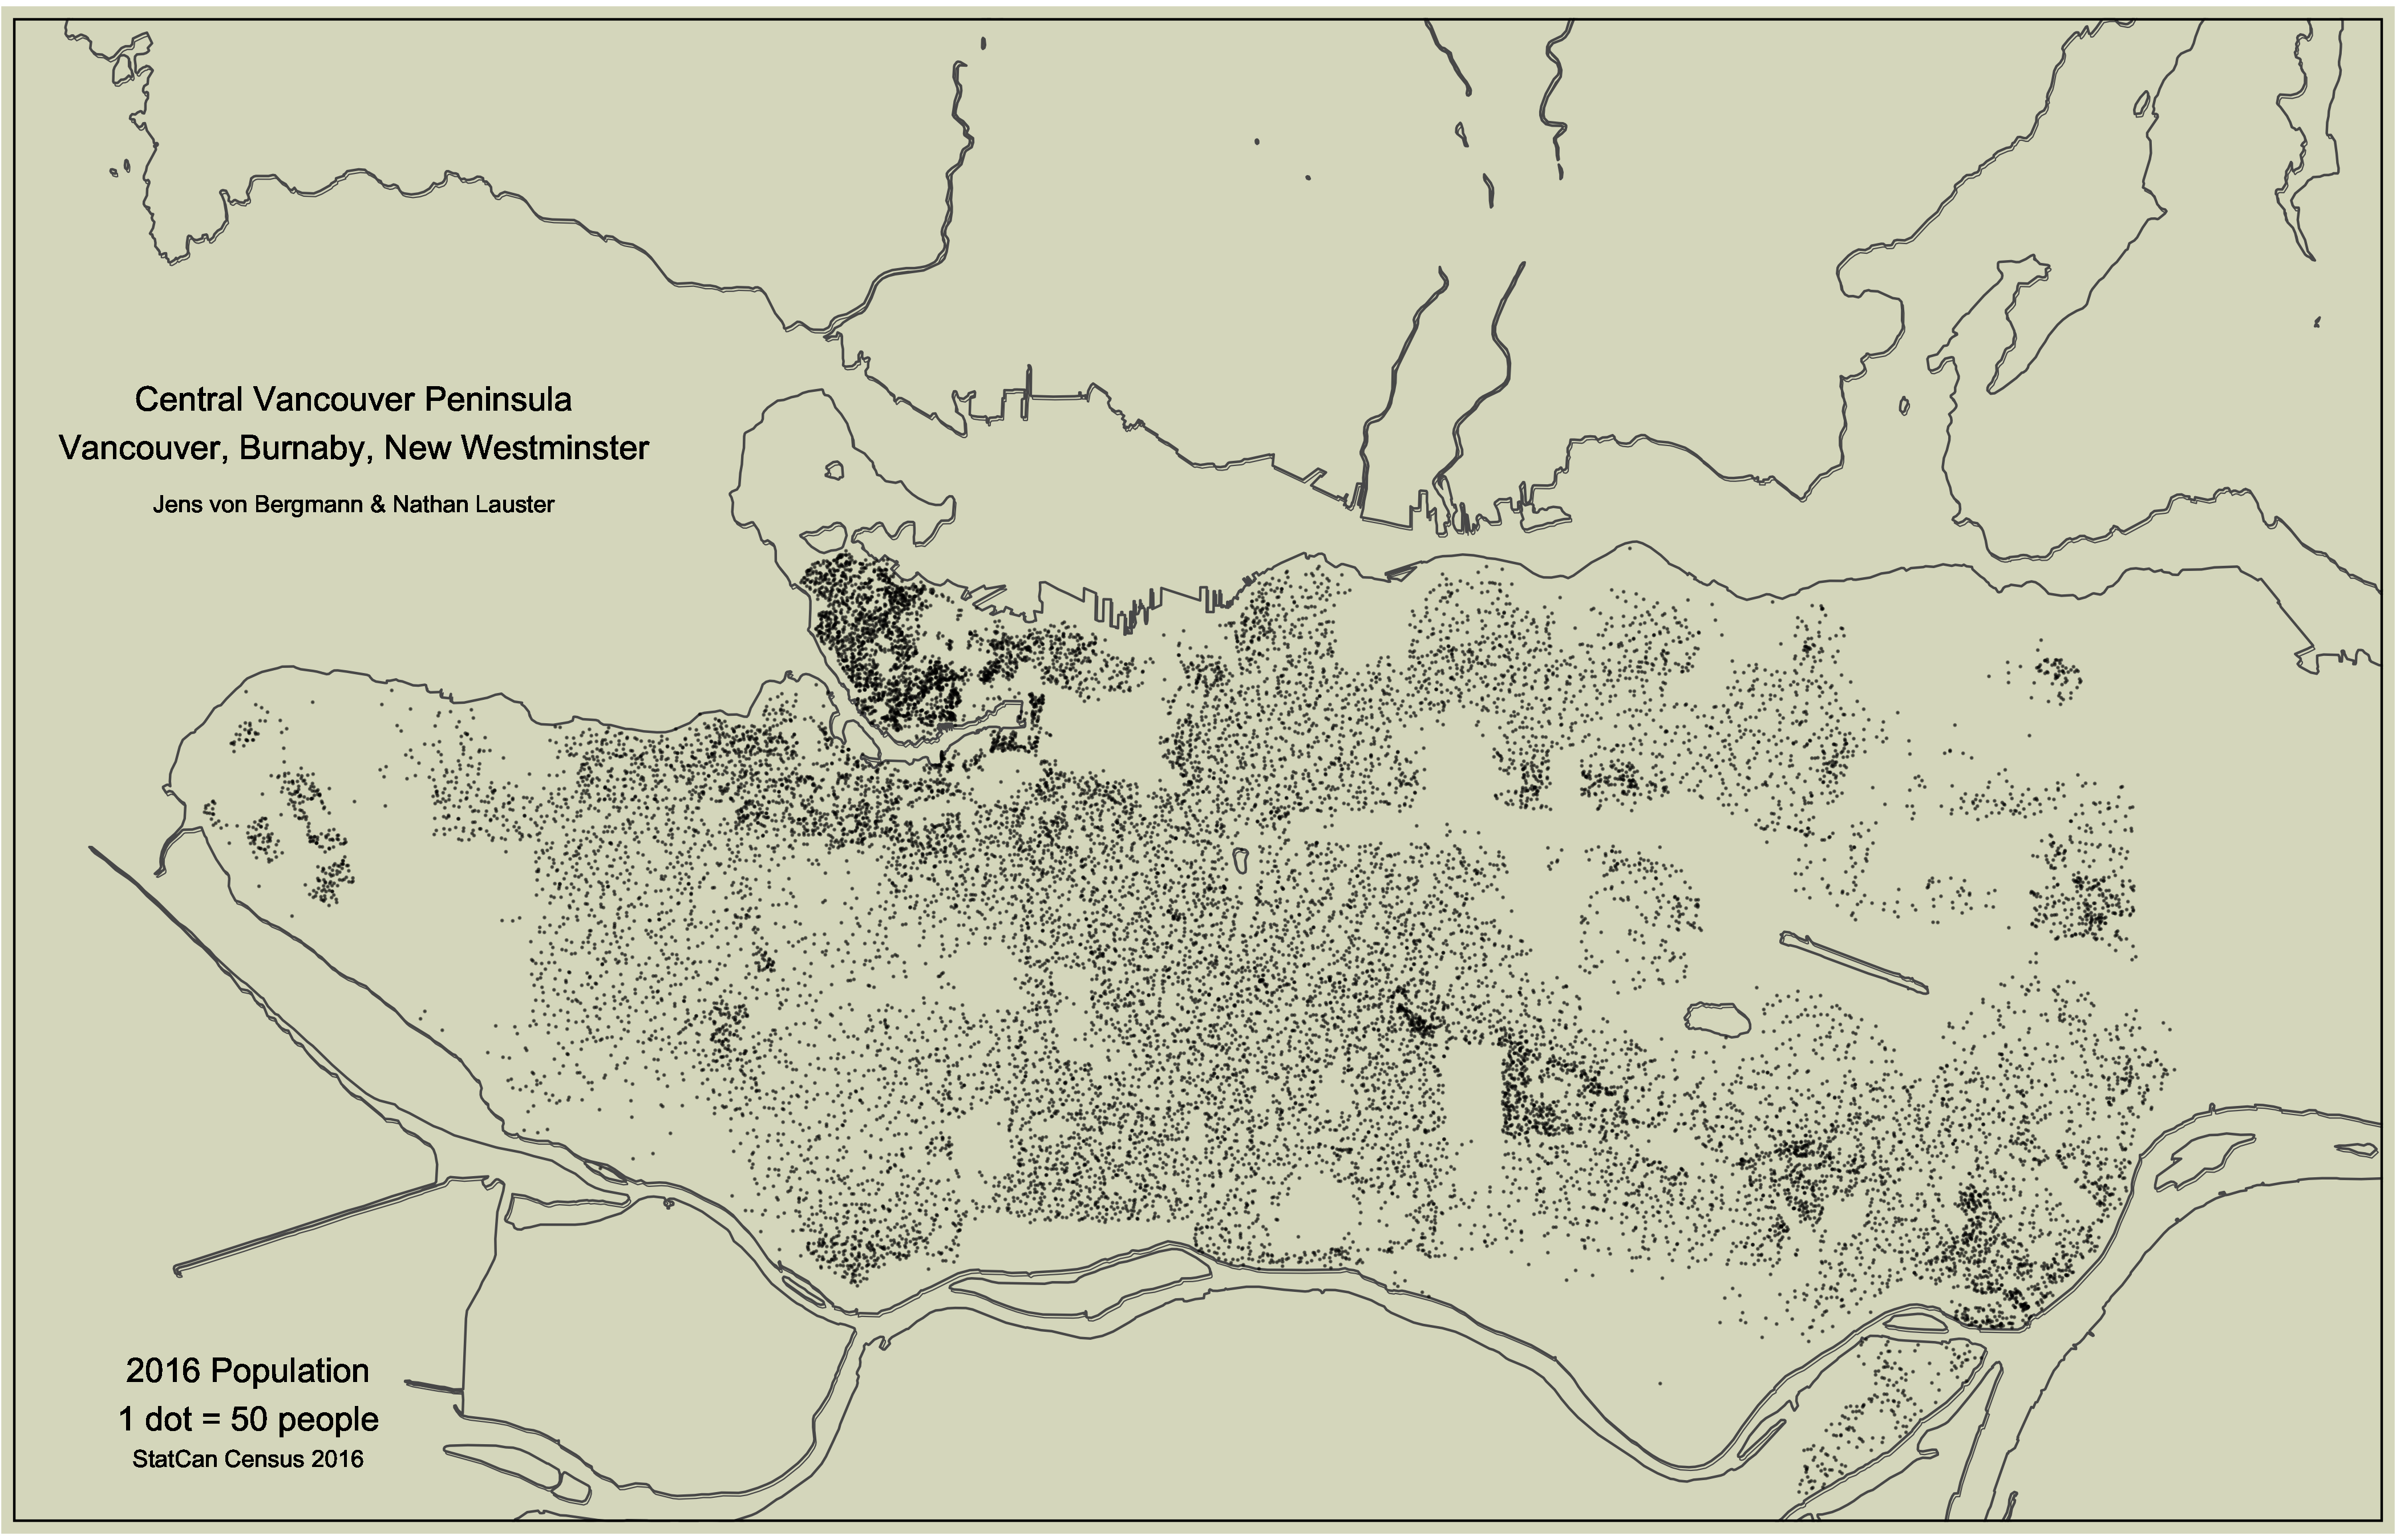 Central Vancouver Peninsula
Vancouver, Burnaby, New Westminster
Jens von Bergmann & Nathan Lauster
2016 Population
1 dot = 50 people
StatCan Census 2016